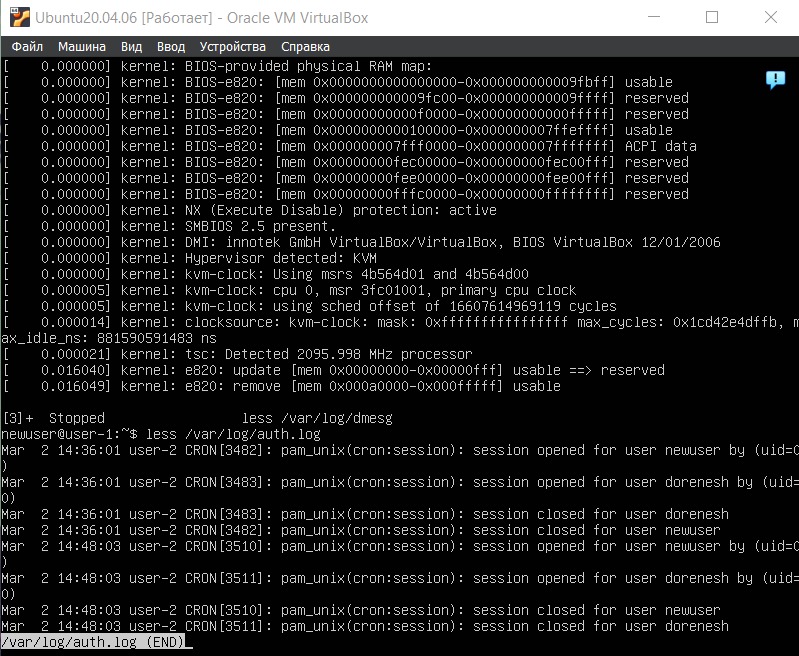 Ubuntu20.04.06 [Работает] - Oracle VM VirtualBox
Файл Машина Вид Ввод Устройства Справка
[    0.000000] kernel: BIOS-provided physical RAM map:
[    0.000000] kernel: BIOS-e820: [mem 0x0000000000000000-0x000000000009fbff] usable
[    0.000000] kernel: BIOS-e820: [mem 0x000000000009fc00-0x000000000009ffff] reserved
[    0.000000] kernel: BIOS-e820: [mem 0x00000000000f0000-0x00000000000fffff] reserved
[    0.000000] kernel: BIOS-e820: [mem 0x0000000000100000-0x000000007ffeffff] usable
[    0.000000] kernel: BIOS-e820: [mem 0x000000007fff0000-0x000000007fffffff] ACPI data
[    0.000000] kernel: BIOS-e820: [mem 0x00000000fec00000-0x00000000fec00fff] reserved
[    0.000000] kernel: BIOS-e820: [mem 0x00000000fee00000-0x00000000fee00fff] reserved
[    0.000000] kernel: BIOS-e820: [mem 0x00000000fffc0000-0x00000000ffffffff] reserved
[    0.000000] kernel: NX (Execute Disable) protection: active
[    0.000000] kernel: SMBIOS 2.5 present.
[    0.000000] kernel: DMI: innotek GmbH VirtualBox/VirtualBox, BIOS VirtualBox 12/01/2006
[    0.000000] kernel: Hypervisor detected: KVM
[    0.000000] kernel: kvm-clock: Using msrs 4b564d01 and 4b564d00
[    0.000005] kernel: kvm-clock: cpu 0, msr 3fc01001, primary cpu clock
[    0.000005] kernel: kvm-clock: using sched offset of 16607614969119 cycles
[    0.000014] kernel: clocksource: kvm-clock: mask: 0xffffffffffffffff max_cycles: 0x1cd42e4dffb, m
ax_idle_ns: 881590591483 ns
[    0.000021] kernel: tsc: Detected 2095.998 MHz processor
[    0.016040] kernel: e820: update [mem 0x00000000-0x00000fff] usable ==> reserved
[    0.016049] kernel: e820: remove [mem 0x000a0000-0x000fffff] usable
[3]+  Stopped                 less /var/log/dmesg
newuser@user-1:~$ less /var/log/auth.log
Mar  2 14:36:01 user-2 CRON[3482]: pam_unix(cron:session): session opened for user newuser by (uid=0
)
Mar  2 14:36:01 user-2 CRON[3483]: pam_unix(cron:session): session opened for user dorenesh by (uid=
0)
Mar  2 14:36:01 user-2 CRON[3483]: pam_unix(cron:session): session closed for user dorenesh
Mar  2 14:36:01 user-2 CRON[3482]: pam_unix(cron:session): session closed for user newuser
Mar  2 14:48:03 user-2 CRON[3510]: pam_unix(cron:session): session opened for user newuser by (uid=0
)
Mar  2 14:48:03 user-2 CRON[3511]: pam_unix(cron:session): session opened for user dorenesh by (uid=
0)
Mar  2 14:48:03 user-2 CRON[3510]: pam_unix(cron:session): session closed for user newuser
Mar  2 14:48:03 user-2 CRON[3511]: pam_unix(cron:session): session closed for user dorenesh
/var/log/auth.log (END)